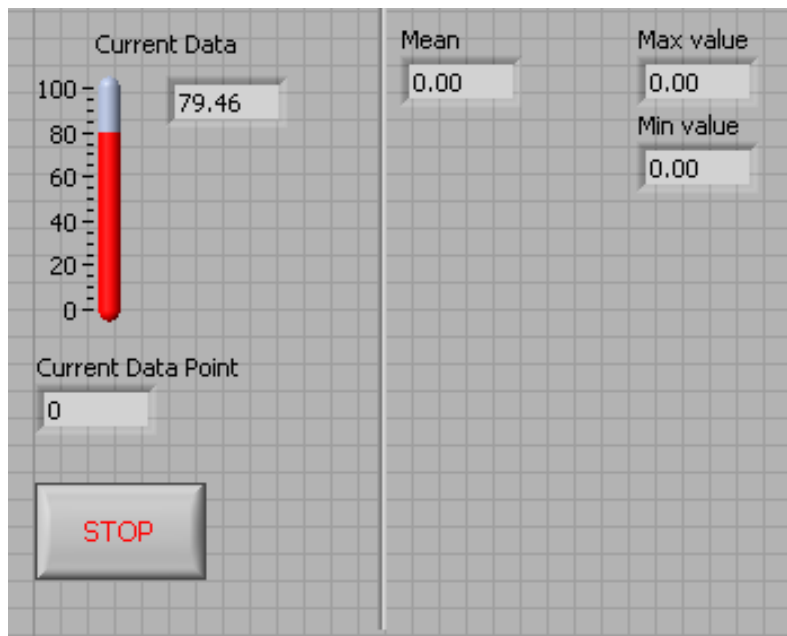 Current Data
79.46
100
80
60
40
20
0
Current Data Point
0
STOP
Mean
0.00
Max value
0.00
Min value
0.00